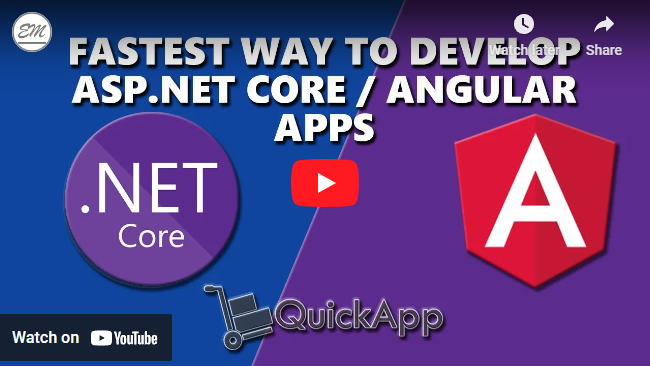 EM
Watch later
Share
FASTEST WAY TO DEVELOP
ASP.NET CORE / ANGULAR
APPS
.NET
Core
A
QuickApp
Watch on YouTube